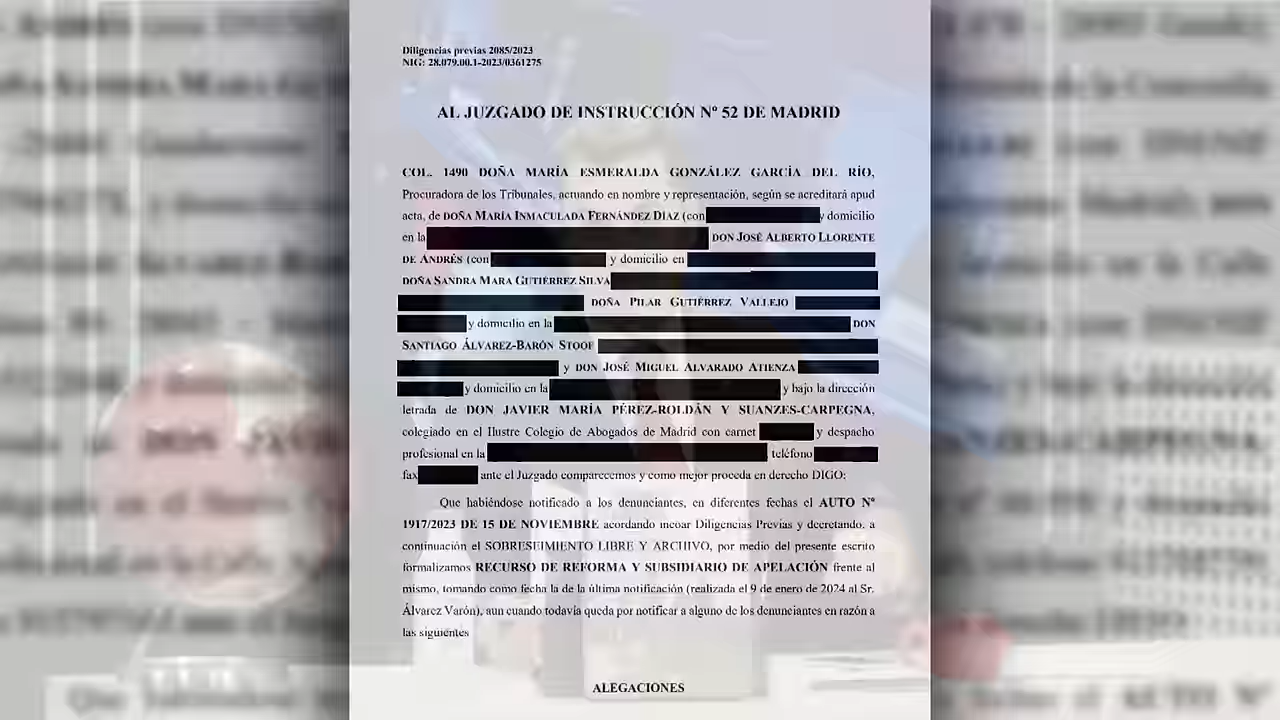 Diligencias previas 2085/2023
NIG: 28.079.00.1-2023/0361275
AL JUZGADO DE INSTRUCCIÓN Nº 52 DE MADRID
COL. 1490 DOÑA MARÍA ESMERALDA GONZÁLEZ GARCÍA DEL RÍO,
Procuradora de los Tribunales, actuando en nombre y representación, según se acreditará apud
acta, de DOÑA MARÍA INMACULADA FERNÁNDEZ DÍAZ (con y domicilio
en la DON JOSÉ ALBERTO LLORENTE
DE ANDRÉS (con y domicilio en
DOÑA SANDRA MARA GUTIÉRREZ SILVA
DOÑA PILAR GUTIÉRREZ VALLEJO
y domicilio en la DON
SANTIAGO ÁLVAREZ-BARÓN STOOF
y DON JOSÉ MIGUEL ALVARADO ATIENZA
y domicilio en la y bajo la dirección
letrada de DON JAVIER MARÍA PÉREZ-ROLDÁN Y SUANZES-CARPEGNA,
colegiado en el Ilustre Colegio de Abogados de Madrid con carnet y despacho
profesional en la , teléfono
fax ante el Juzgado comparecemos y como mejor proceda en derecho DIGO:
Que habiéndose notificado a los denunciantes, en diferentes fechas el AUTO Nº
1917/2023 DE 15 DE NOVIEMBRE acordando incoar Diligencias Previas y decretando, a
continuación el SOBRESEIMIENTO LIBRE Y ARCHIVO, por medio del presente escrito
formalizamos RECURSO DE REFORMA Y SUBSIDIARIO DE APELACIÓN frente al
mismo, tomando como fecha la de la última notificación (realizada el 9 de enero de 2024 al Sr.
Álvarez Varón), aun cuando todavía queda por notificar a alguno de los denunciantes en razón a
las siguientes
ALEGACIONES